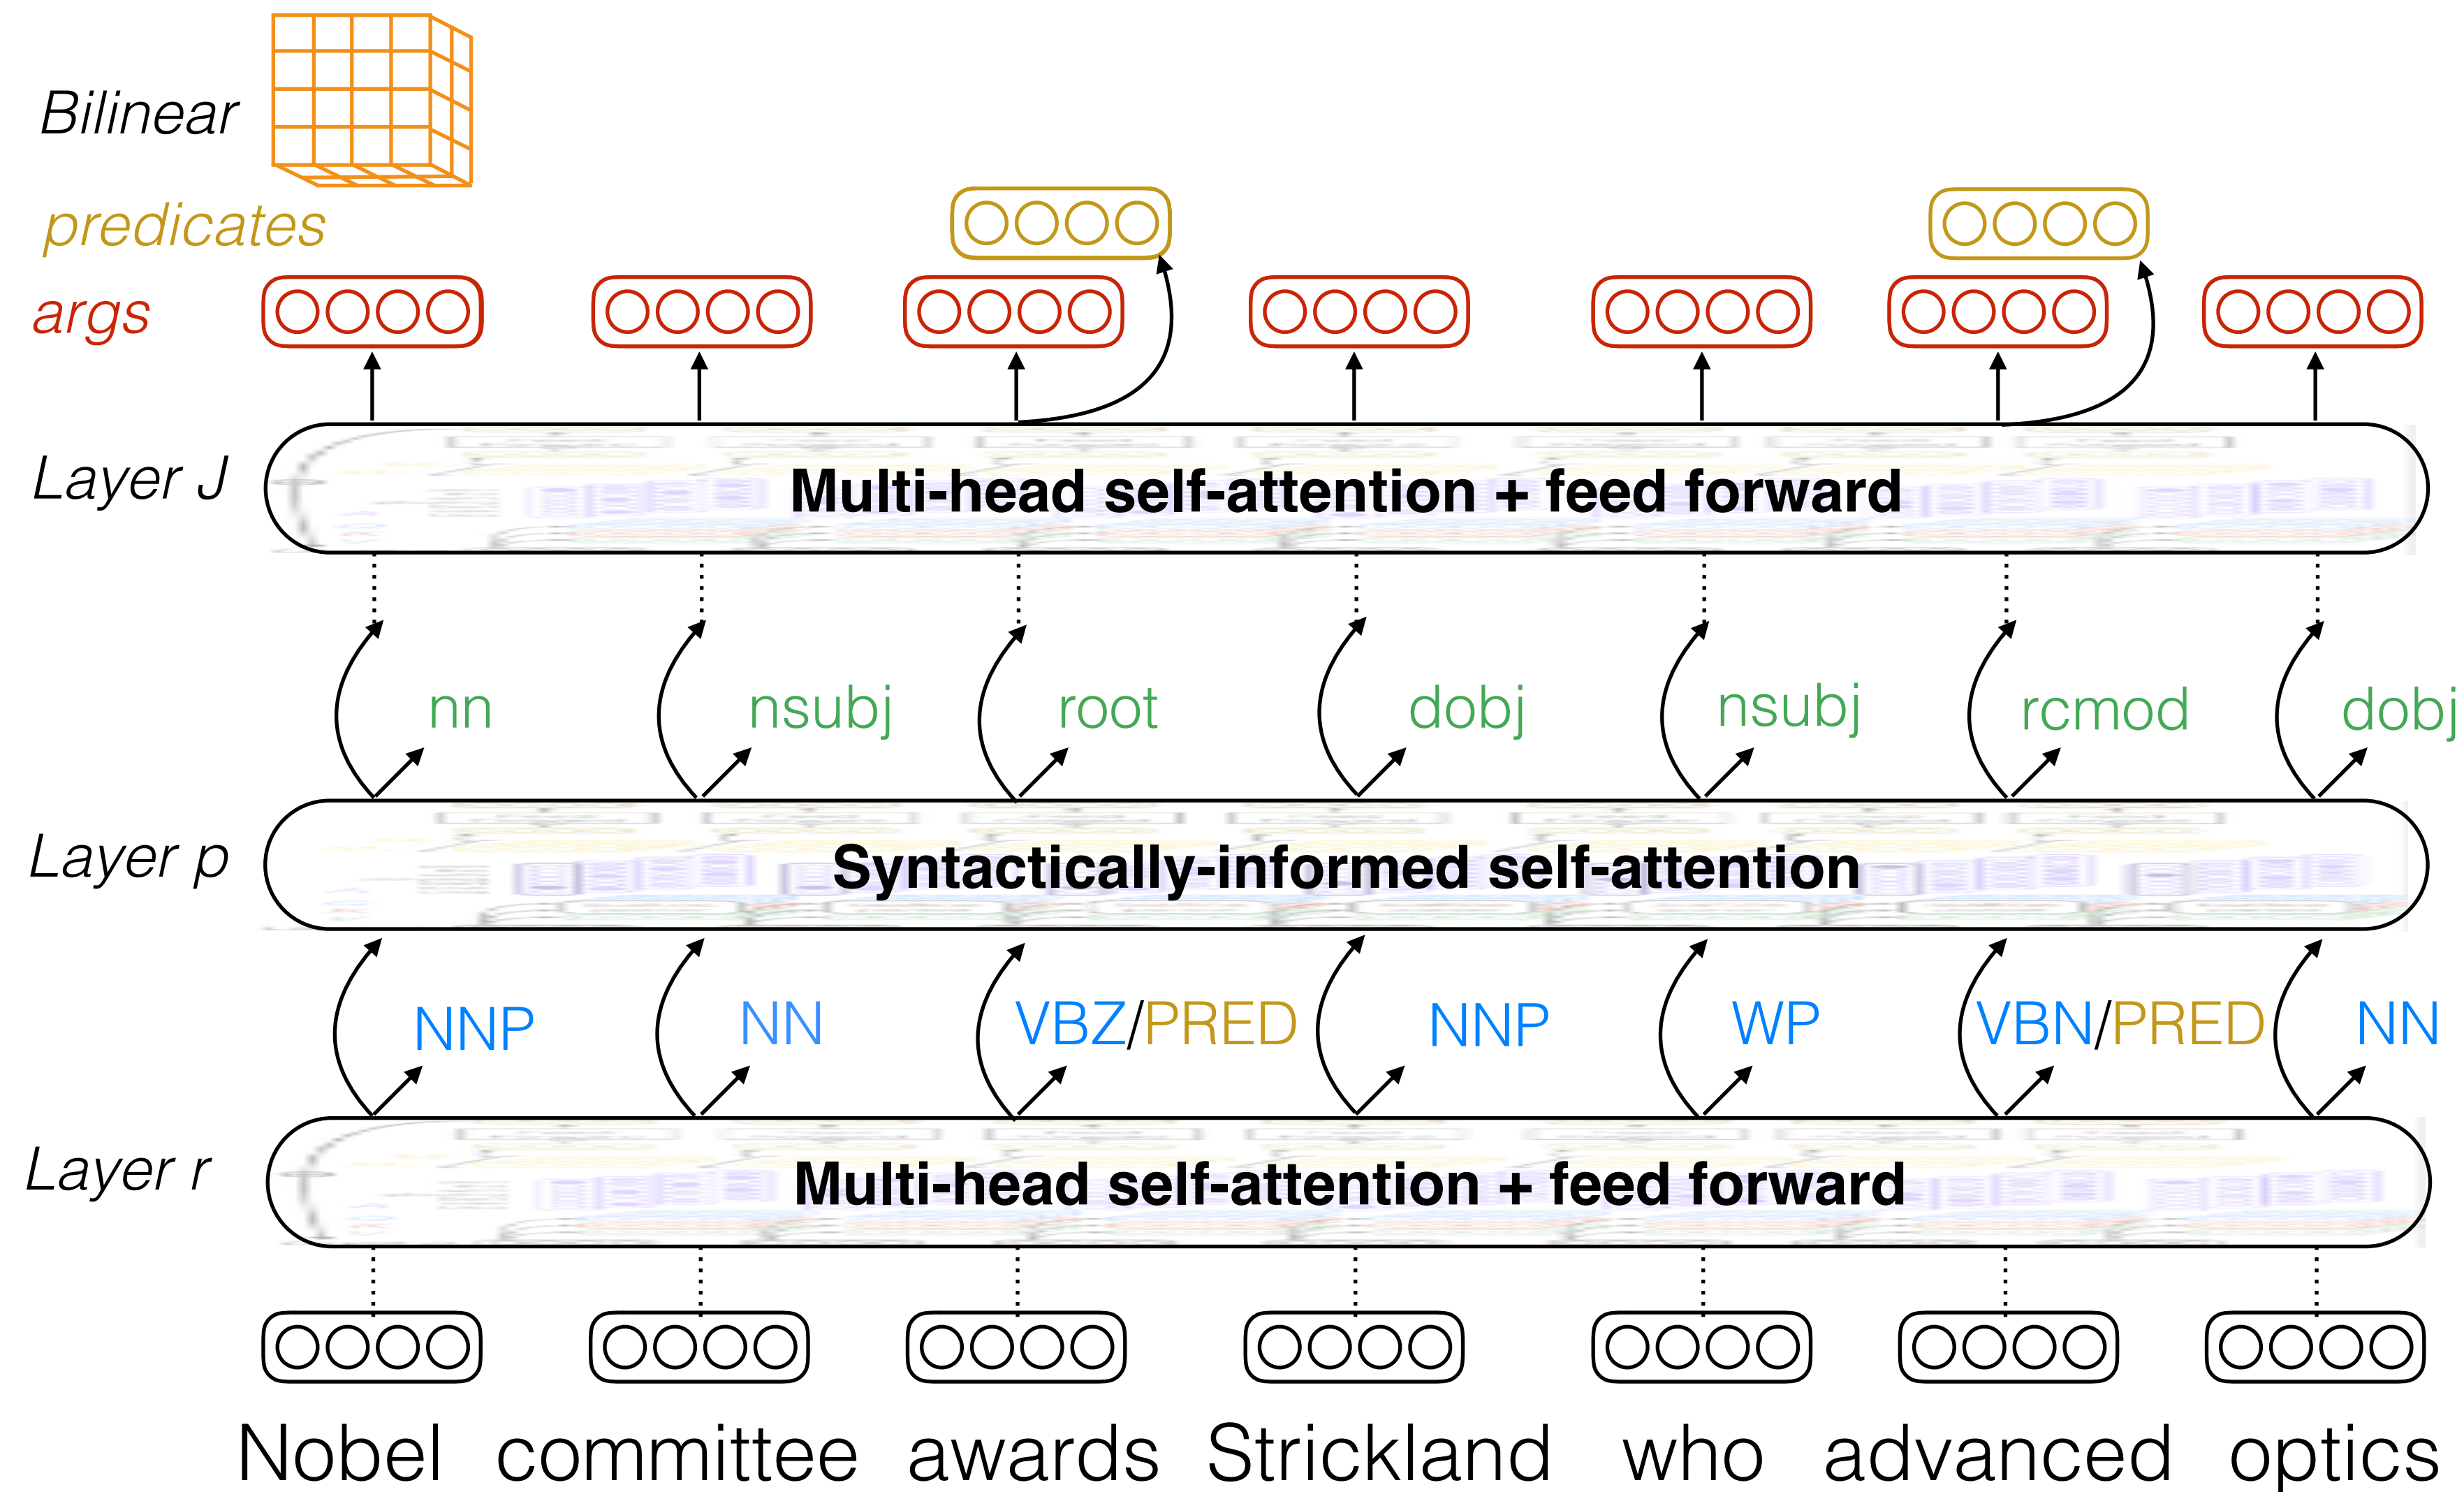 Bilinear
predicates
args
Layer J Multi-head self-attention + feed forward
nn nsubj root dobj nsubj rcmod dobj
Layer p Syntactically-informed self-attention
NNP NN VBZ/PRED NNP WP VBN/PRED NN
Layer r Multi-head self-attention + feed forward
Nobel committee awards Strickland who advanced optics